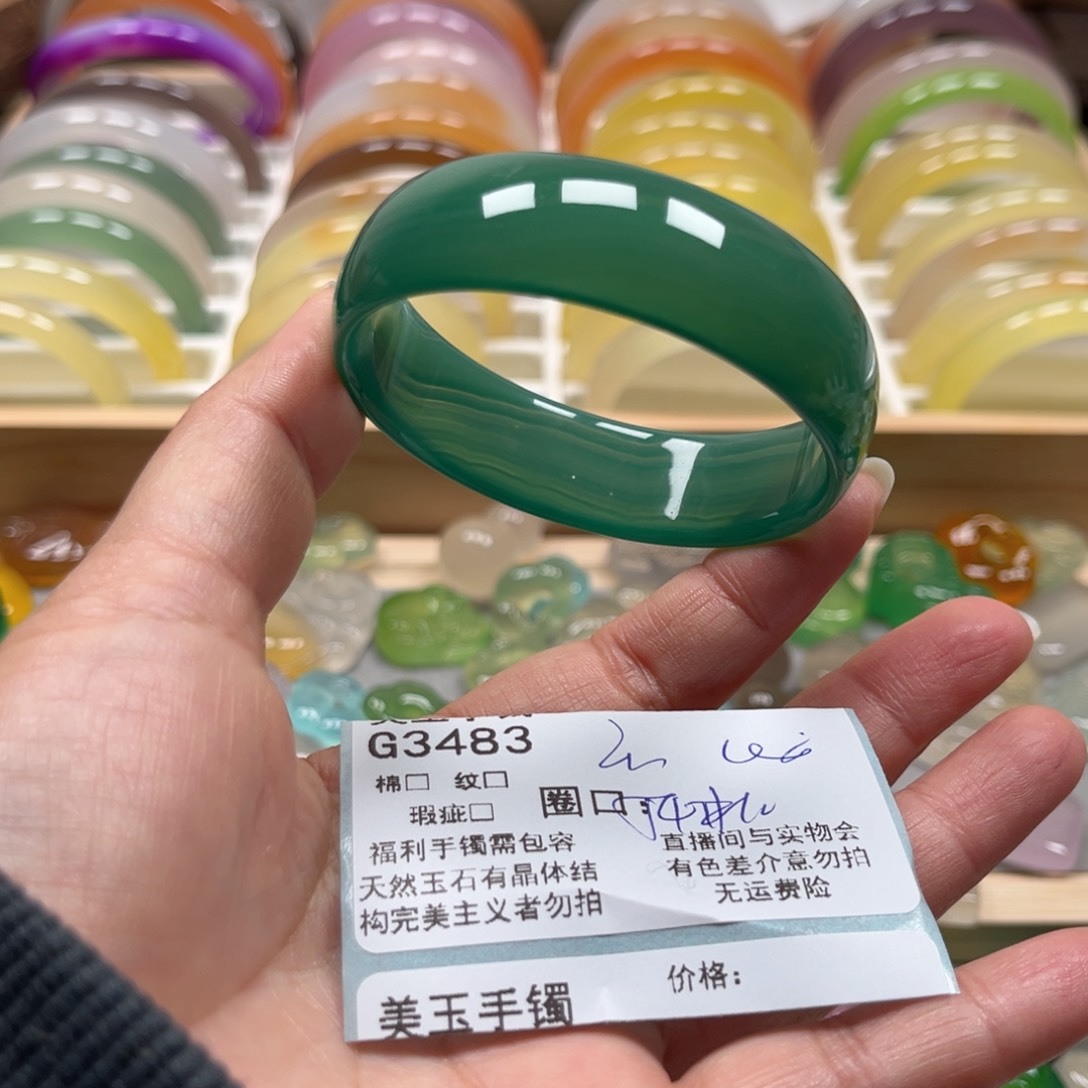 G3483
棉□ 纹□
瑕疵□
圈口:
福利手镯需包容
天然玉石有晶体结
构完美主义者勿拍
直播间与实物会
有色差介意勿拍
无运费险
价格:
美玉手镯